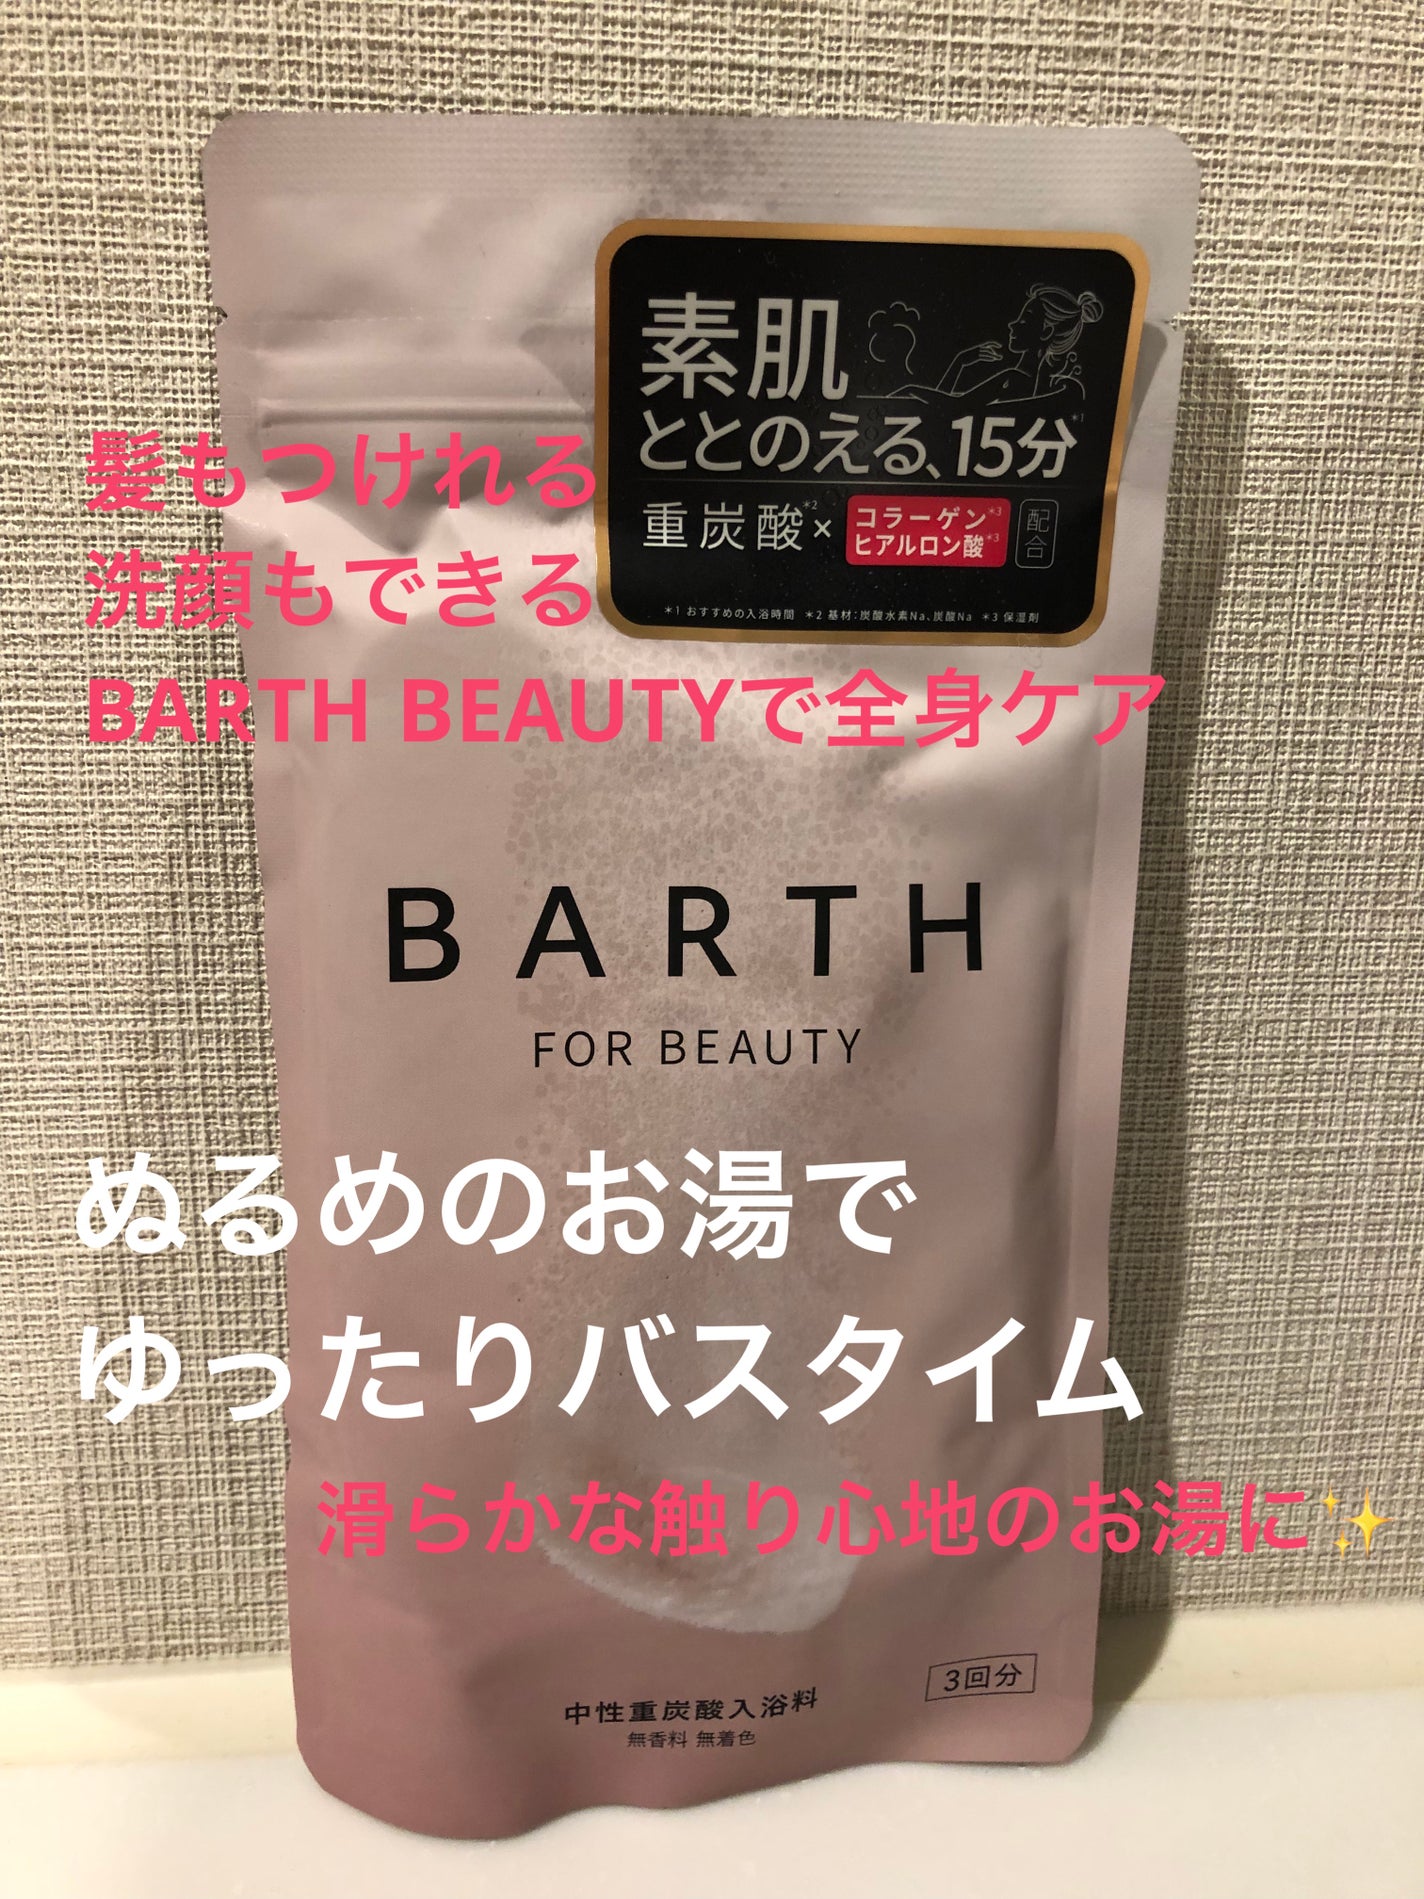 素肌
ととのえる、15分*1
重炭酸*2×
コラーゲン*3
ヒアルロン酸*3
配合
*1 おすすめの入浴時間 *2 基材:炭酸水素Na、炭酸Na *3 保湿剤
髪もつけれる
洗顔もできる
BARTH BEAUTYで全身ケア
BARTH
FOR BEAUTY
ぬるめのお湯で
ゆったりバスタイム
滑らかな触り心地のお湯に✨
3回分
中性重炭酸入浴料
無香料 無着色